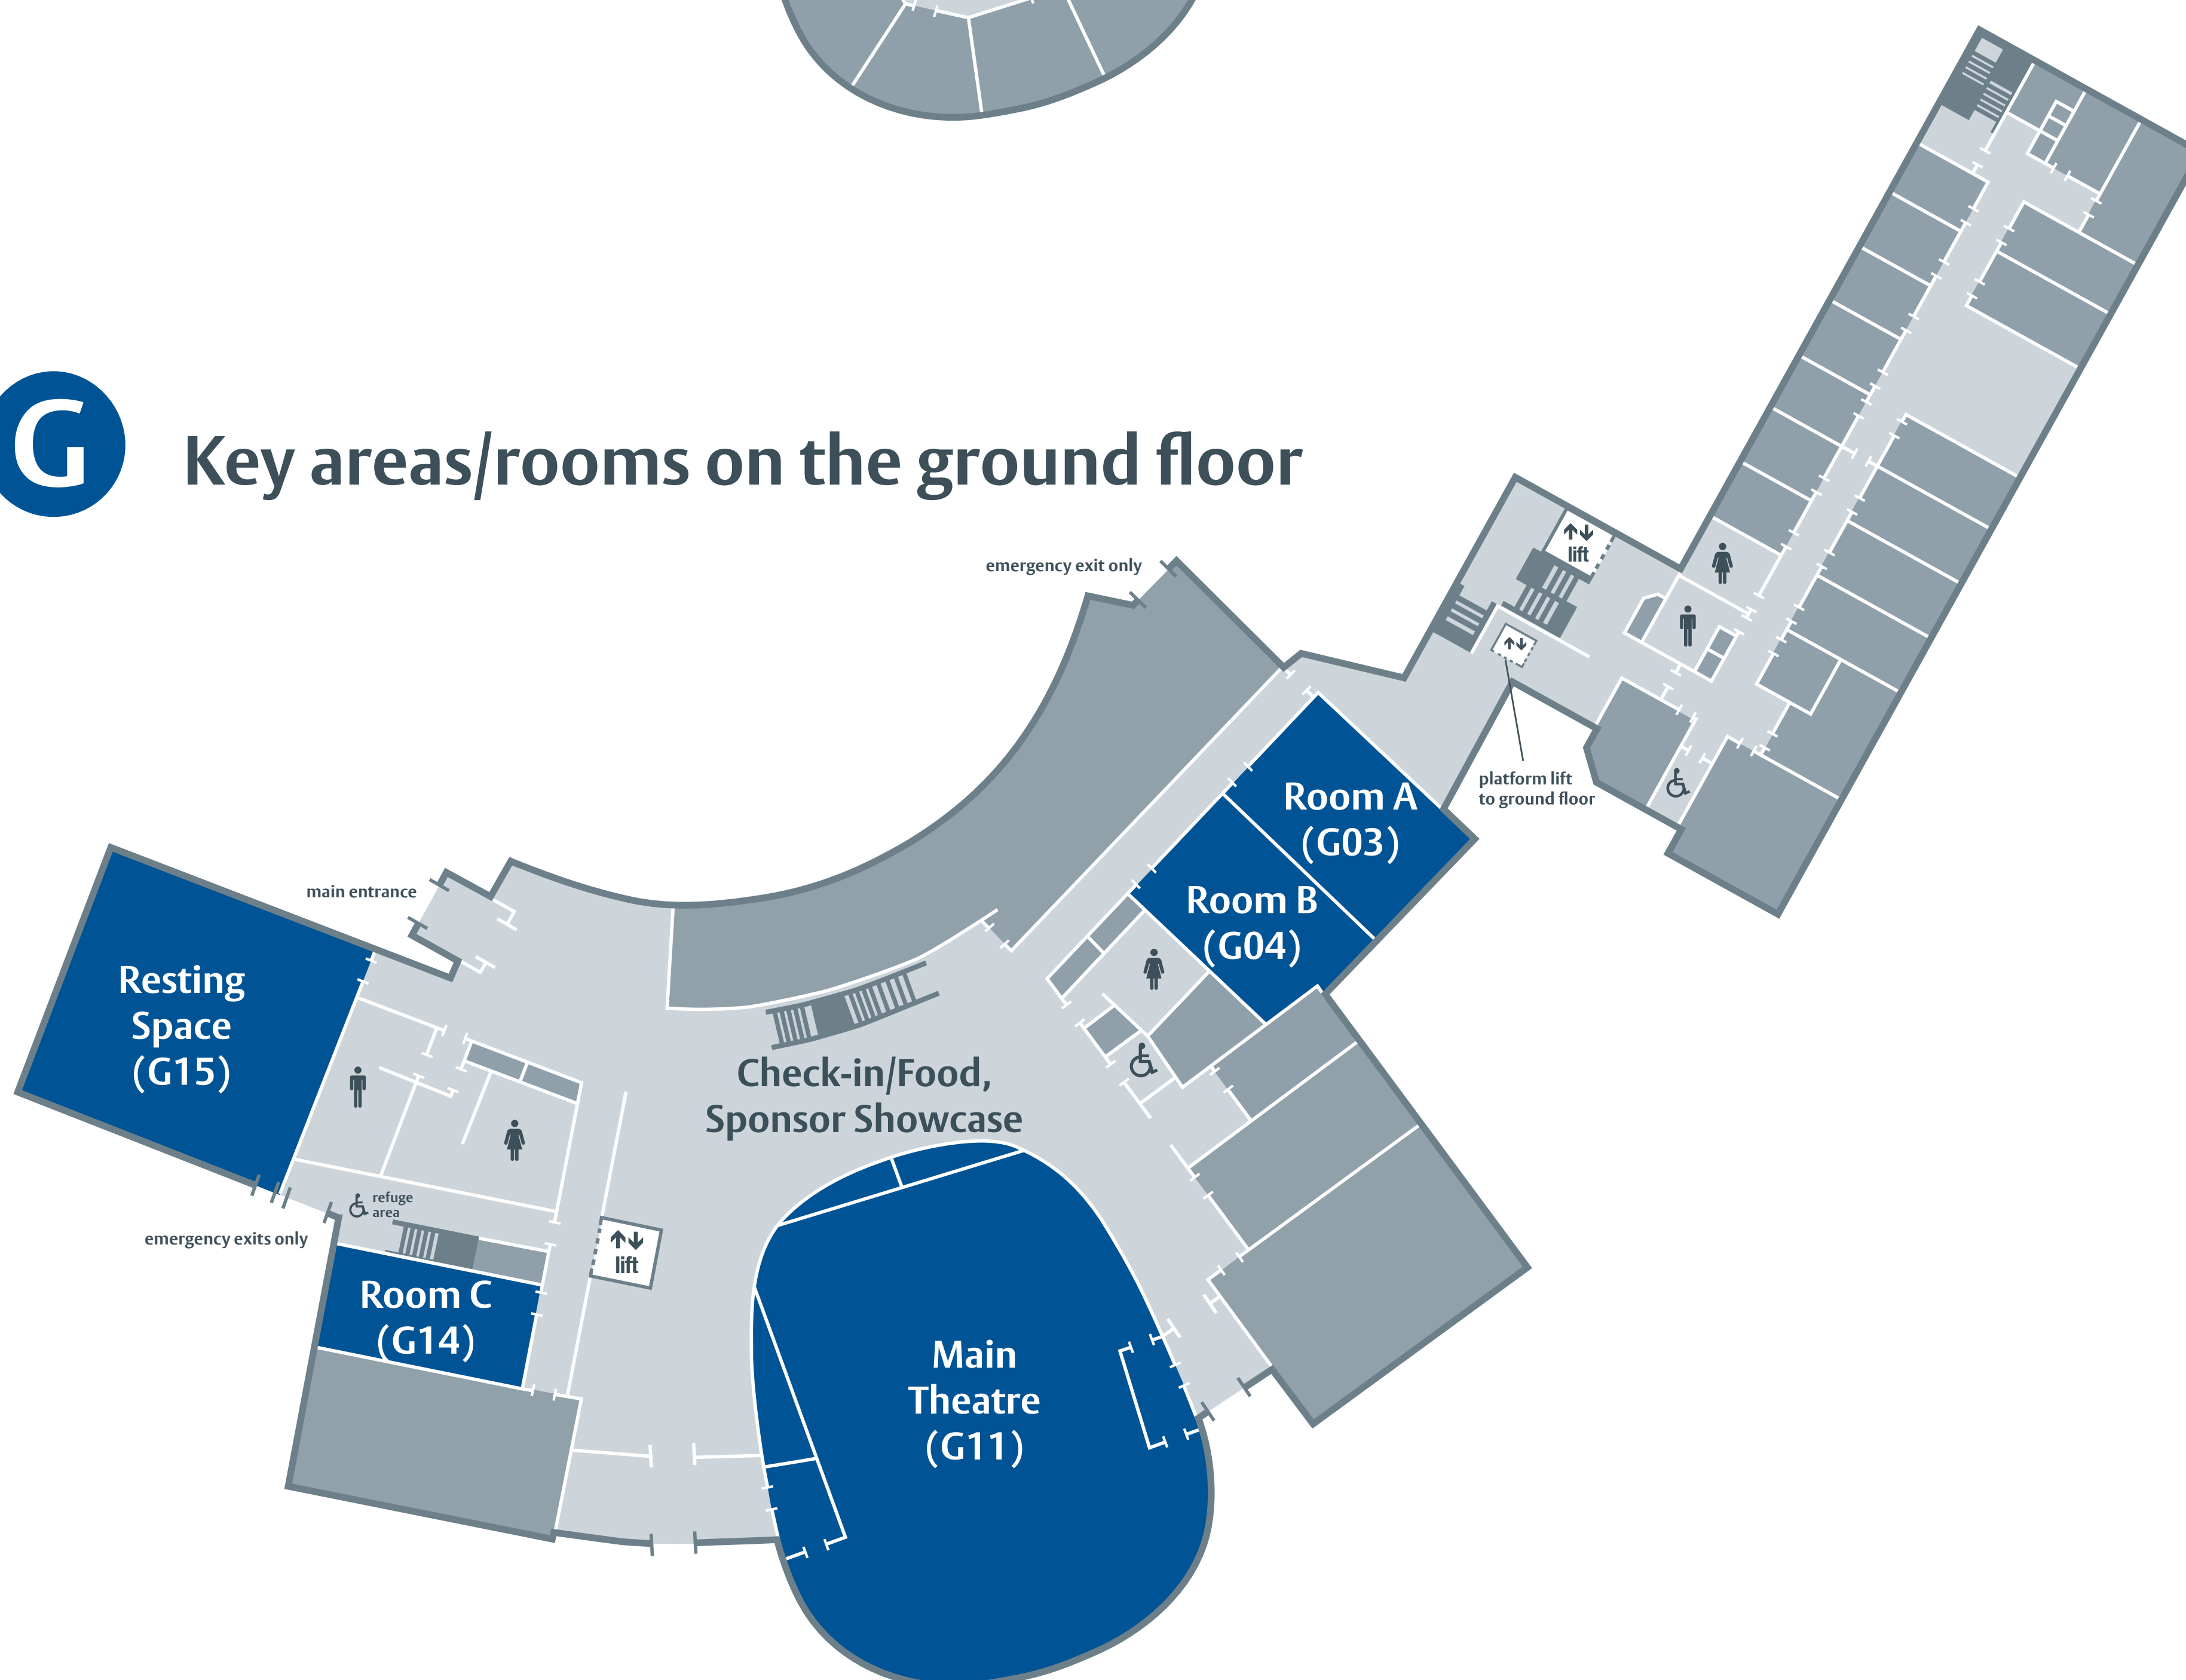 G
Key areas/rooms on the ground floor
lift
emergency exit only
platform lift
to ground floor
Room A
(G03)
Room B
(G04)
main entrance
Resting
Space
(G15)
Check-in/Food,
Sponsor Showcase
refuge
area
emergency exits only
lift
Room C
(G14)
Main
Theatre
(G11)